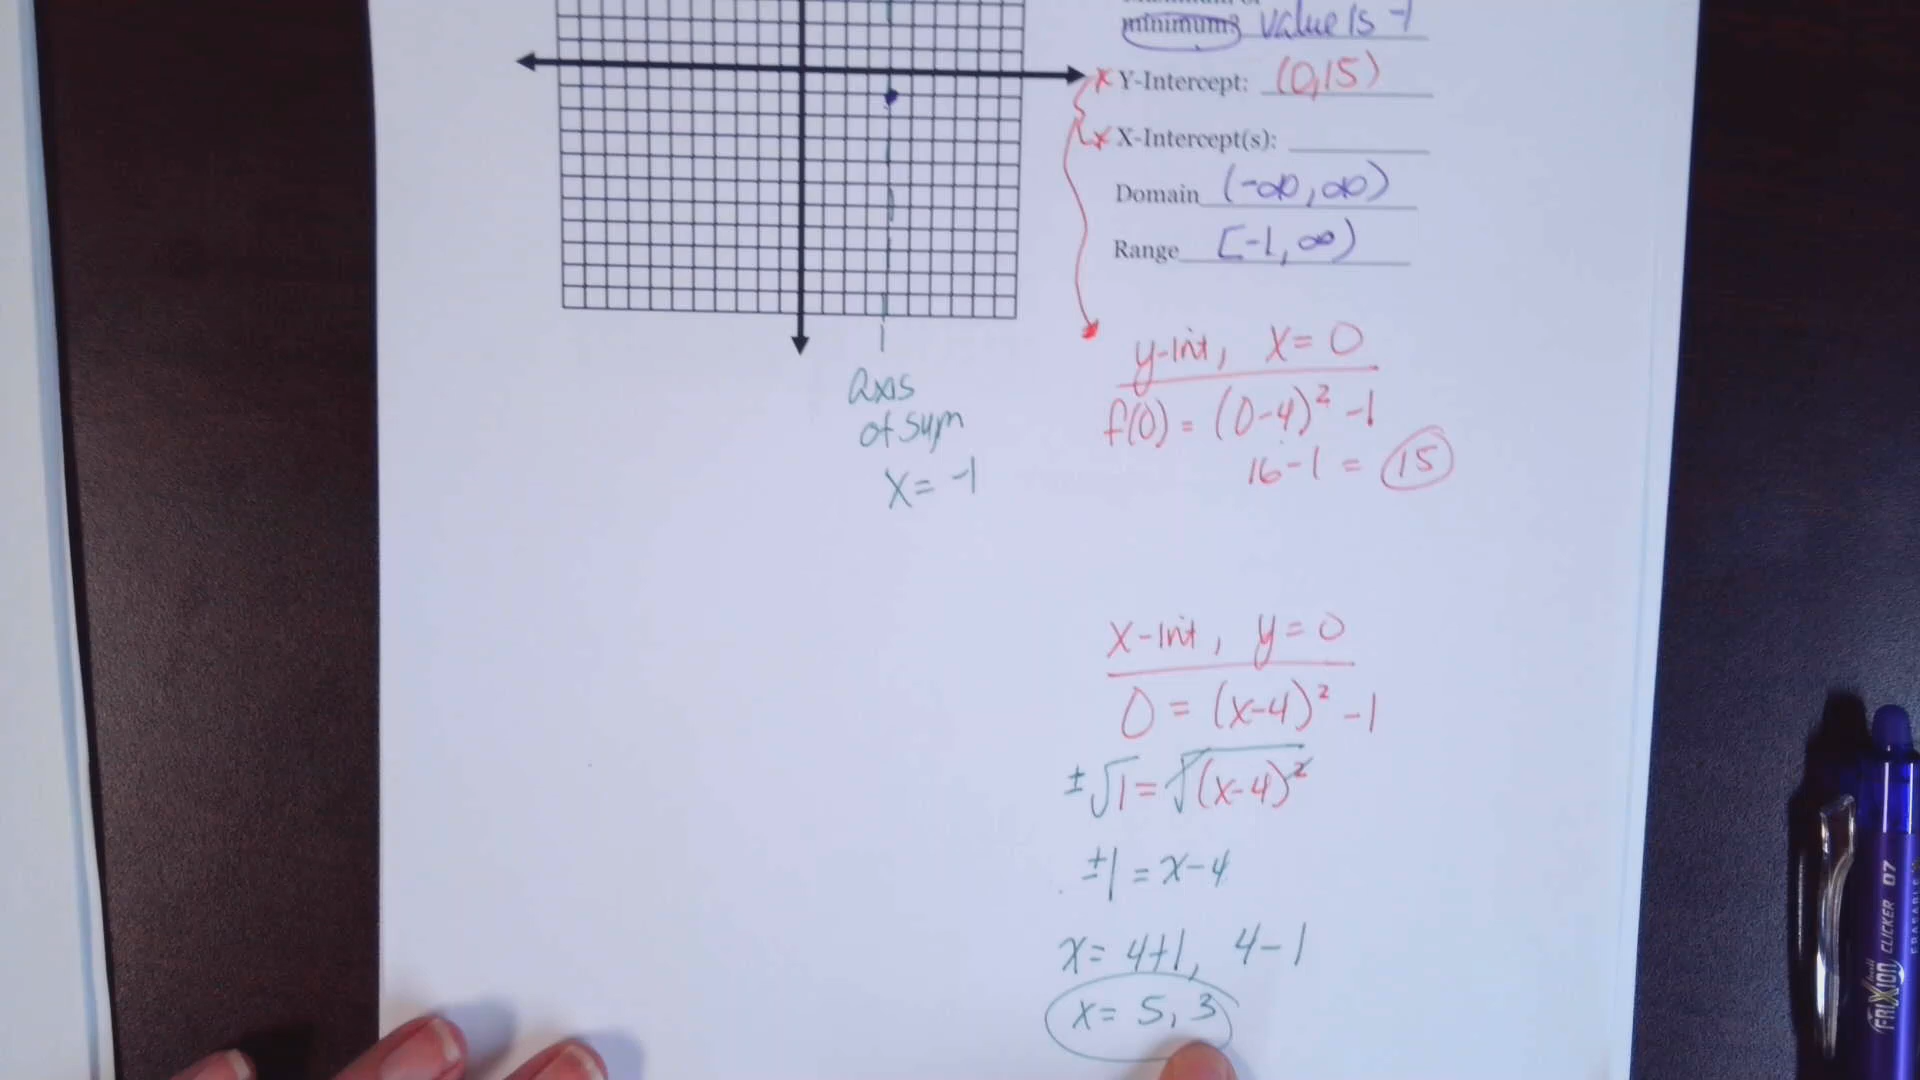 minimum? value is -1
Y-Intercept: (0,15)
X-Intercept(s):
Domain (-∞, ∞)
Range [-1, ∞)
axis
of sym
x = -1
y-int, x = 0
f(0) = (0-4)² -1
16-1 = 15
x-int, y = 0
0 = (x-4)² -1
±√1 = √(x-4)²
±1 = x-4
x = 4+1, 4-1
x = 5, 3
FRIXION CLICKER 07